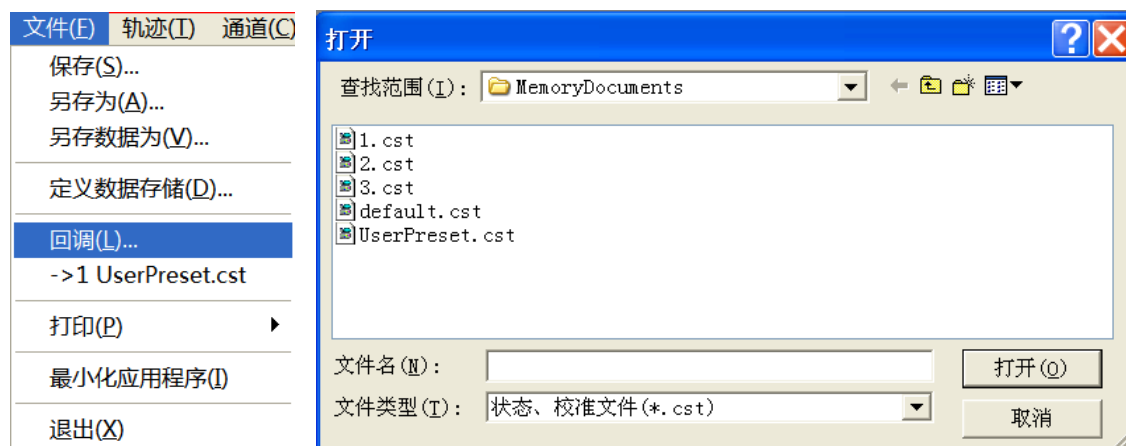 文件(F) 轨迹(T) 通道(C)
保存(S)...
另存为(A)...
另存数据为(V)...
定义数据存储(D)...
回调(L)...
->1 UserPreset.cst
打印(P)
最小化应用程序(I)
退出(X)
打开
查找范围(I): MemoryDocuments
1.cst
2.cst
3.cst
default.cst
UserPreset.cst
文件名(N): 打开(O)
文件类型(T): 状态、校准文件(*.cst) 取消